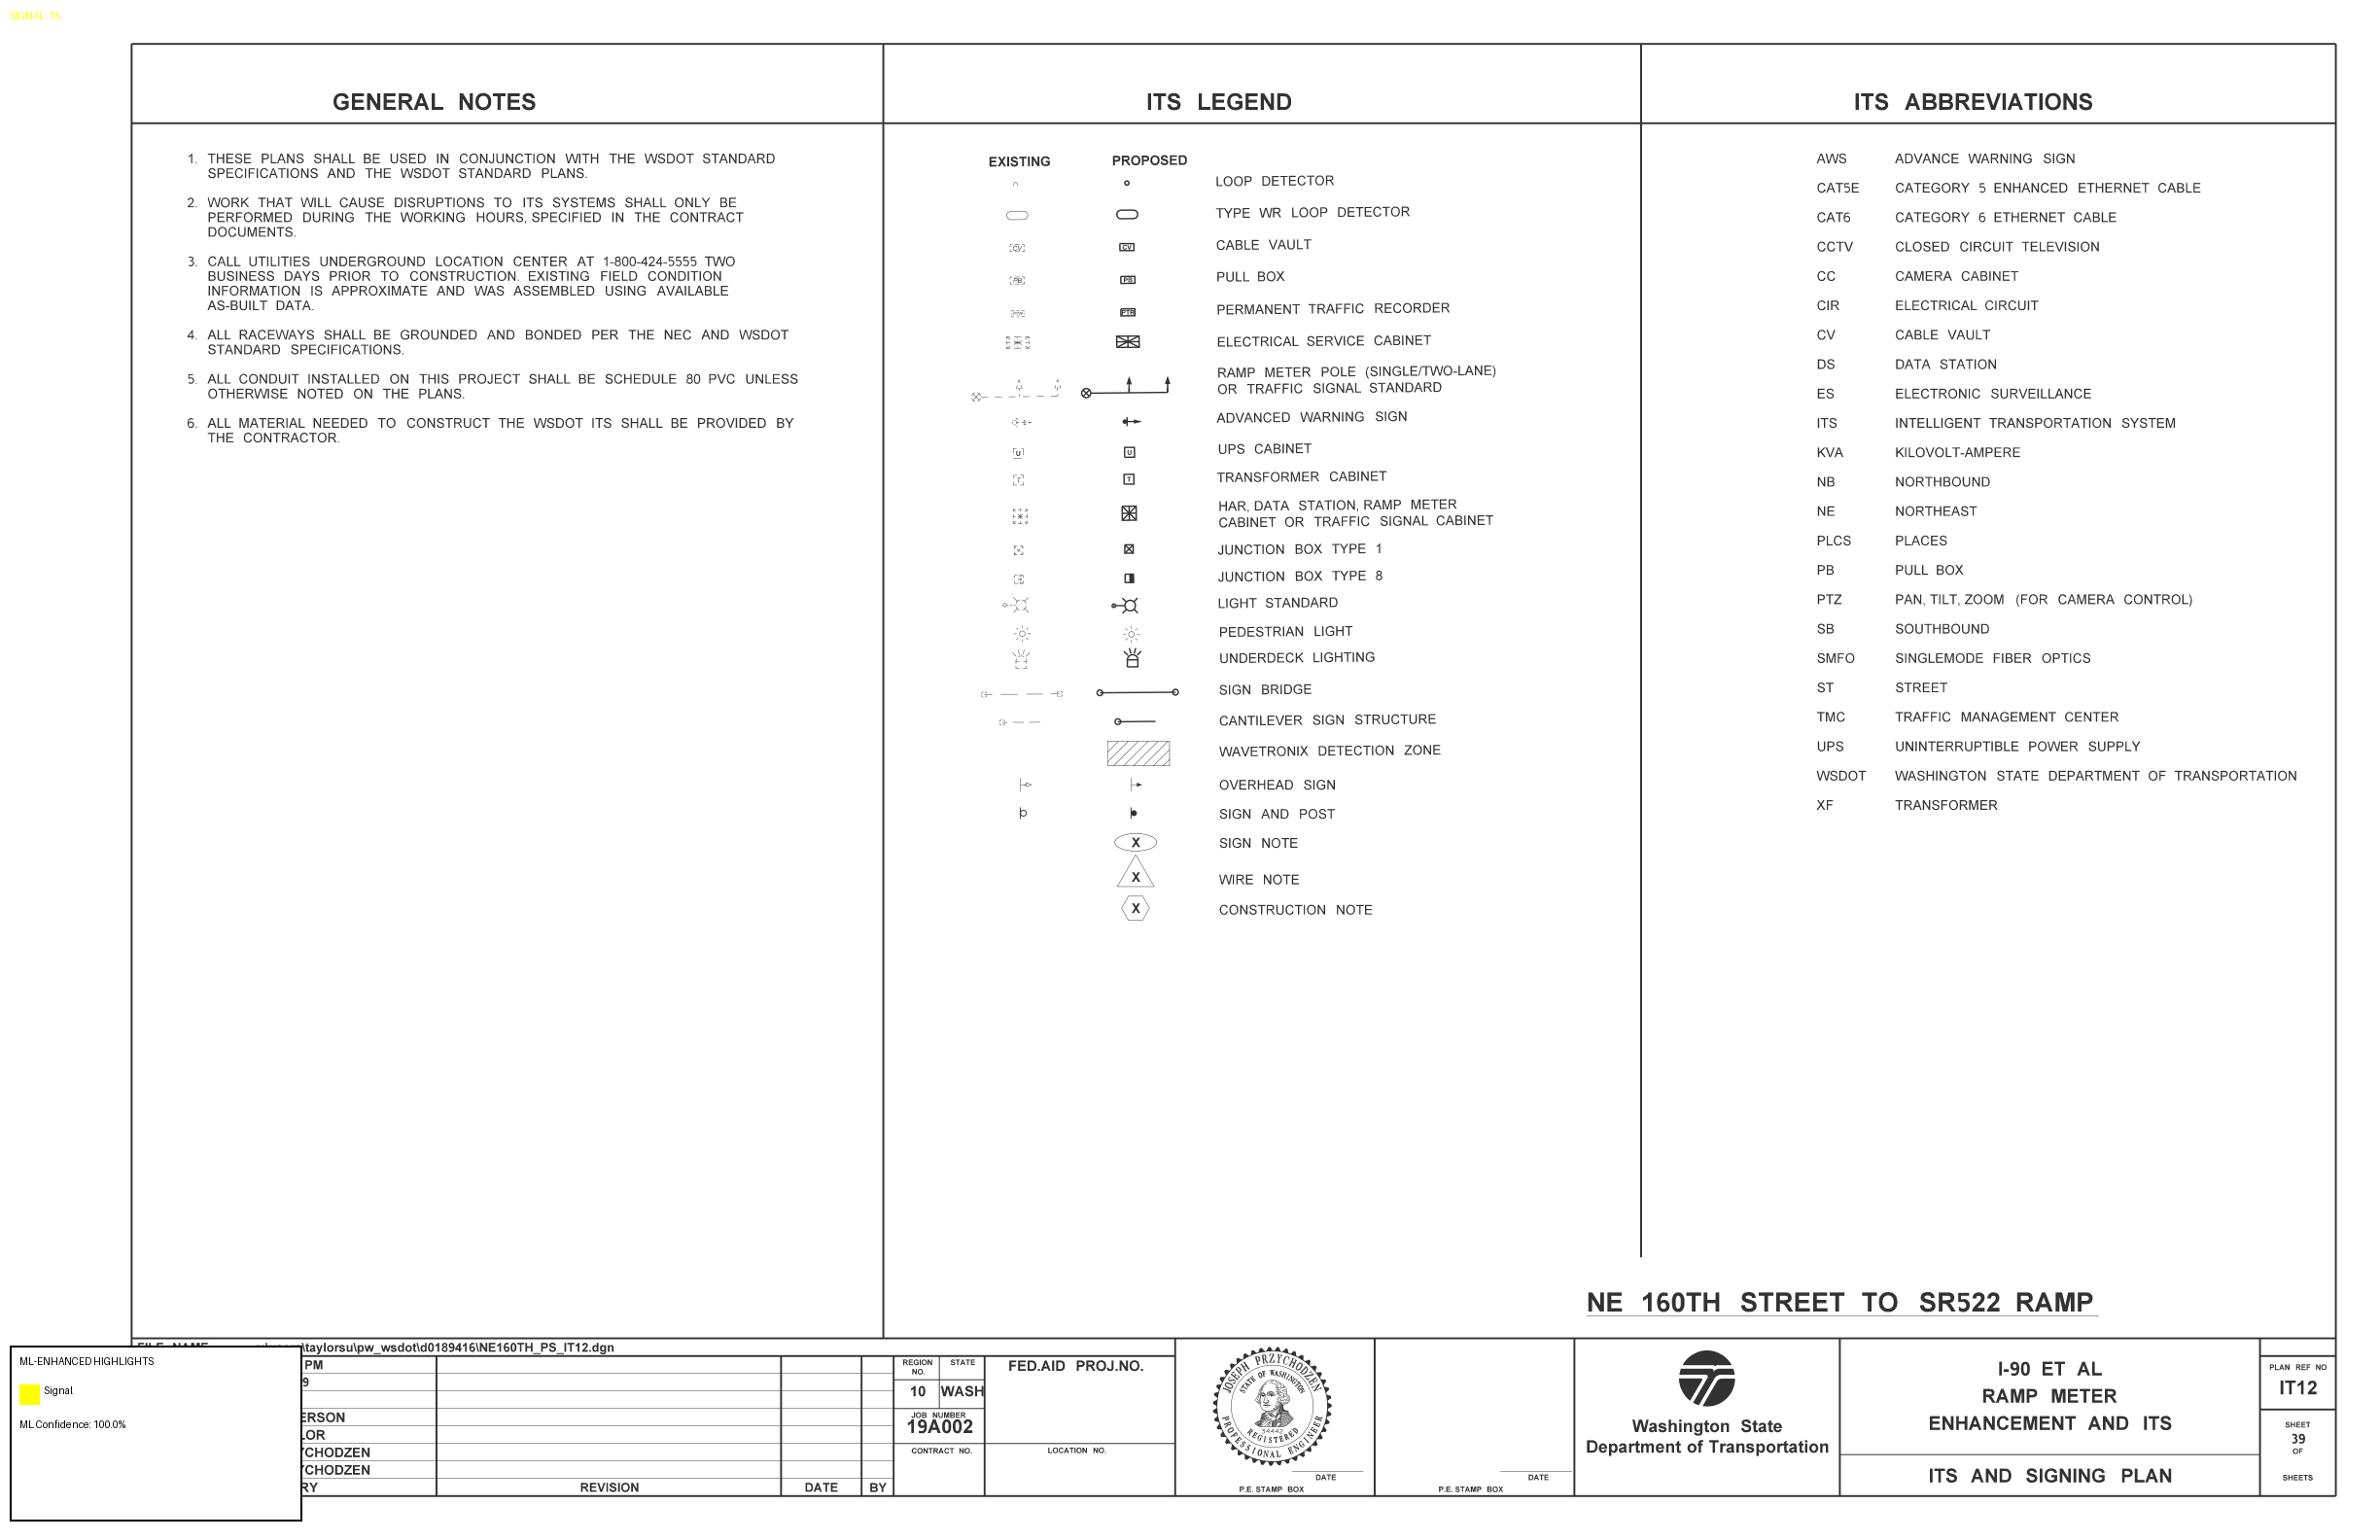 SIGNAL TS
GENERAL NOTES
1. THESE PLANS SHALL BE USED IN CONJUNCTION WITH THE WSDOT STANDARD
SPECIFICATIONS AND THE WSDOT STANDARD PLANS.
2. WORK THAT WILL CAUSE DISRUPTIONS TO ITS SYSTEMS SHALL ONLY BE
PERFORMED DURING THE WORKING HOURS, SPECIFIED IN THE CONTRACT
DOCUMENTS.
3. CALL UTILITIES UNDERGROUND LOCATION CENTER AT 1-800-424-5555 TWO
BUSINESS DAYS PRIOR TO CONSTRUCTION. EXISTING FIELD CONDITION
INFORMATION IS APPROXIMATE AND WAS ASSEMBLED USING AVAILABLE
AS-BUILT DATA.
4. ALL RACEWAYS SHALL BE GROUNDED AND BONDED PER THE NEC AND WSDOT
STANDARD SPECIFICATIONS.
5. ALL CONDUIT INSTALLED ON THIS PROJECT SHALL BE SCHEDULE 80 PVC UNLESS
OTHERWISE NOTED ON THE PLANS.
6. ALL MATERIAL NEEDED TO CONSTRUCT THE WSDOT ITS SHALL BE PROVIDED BY
THE CONTRACTOR.
ITS LEGEND
EXISTING PROPOSED
LOOP DETECTOR
TYPE WR LOOP DETECTOR
CV CV CABLE VAULT
PB PB PULL BOX
PTR PERMANENT TRAFFIC RECORDER
ELECTRICAL SERVICE CABINET
RAMP METER POLE (SINGLE/TWO-LANE)
OR TRAFFIC SIGNAL STANDARD
ADVANCED WARNING SIGN
U U UPS CABINET
T T TRANSFORMER CABINET
HAR, DATA STATION, RAMP METER
CABINET OR TRAFFIC SIGNAL CABINET
JUNCTION BOX TYPE 1
JUNCTION BOX TYPE 8
LIGHT STANDARD
PEDESTRIAN LIGHT
UNDERDECK LIGHTING
SIGN BRIDGE
CANTILEVER SIGN STRUCTURE
WAVETRONIX DETECTION ZONE
OVERHEAD SIGN
SIGN AND POST
X SIGN NOTE
X WIRE NOTE
X CONSTRUCTION NOTE
ITS ABBREVIATIONS
AWS ADVANCE WARNING SIGN
CAT5E CATEGORY 5 ENHANCED ETHERNET CABLE
CAT6 CATEGORY 6 ETHERNET CABLE
CCTV CLOSED CIRCUIT TELEVISION
CC CAMERA CABINET
CIR ELECTRICAL CIRCUIT
CV CABLE VAULT
DS DATA STATION
ES ELECTRONIC SURVEILLANCE
ITS INTELLIGENT TRANSPORTATION SYSTEM
KVA KILOVOLT-AMPERE
NB NORTHBOUND
NE NORTHEAST
PLCS PLACES
PB PULL BOX
PTZ PAN, TILT, ZOOM (FOR CAMERA CONTROL)
SB SOUTHBOUND
SMFO SINGLEMODE FIBER OPTICS
ST STREET
TMC TRAFFIC MANAGEMENT CENTER
UPS UNINTERRUPTIBLE POWER SUPPLY
WSDOT WASHINGTON STATE DEPARTMENT OF TRANSPORTATION
XF TRANSFORMER
NE 160TH STREET TO SR522 RAMP
\taylorsu\pw_wsdot\d0189416\NE160TH_PS_IT12.dgn
PM
9
ERSON
LOR
YCHODZEN
YCHODZEN
RY REVISION DATE BY
ML-ENHANCED HIGHLIGHTS
Signal
ML Confidence: 100.0%
REGION NO. STATE
10 WASH
JOB NUMBER
19A002
CONTRACT NO.
FED.AID PROJ.NO.
LOCATION NO.
JOSEPH PRZYCHODZEN
STATE OF WASHINGTON
34442
REGISTERED
PROFESSIONAL ENGINEER
DATE
P.E. STAMP BOX
DATE
P.E. STAMP BOX
Washington State
Department of Transportation
I-90 ET AL
RAMP METER
ENHANCEMENT AND ITS
ITS AND SIGNING PLAN
PLAN REF NO
IT12
SHEET
39
OF
SHEETS